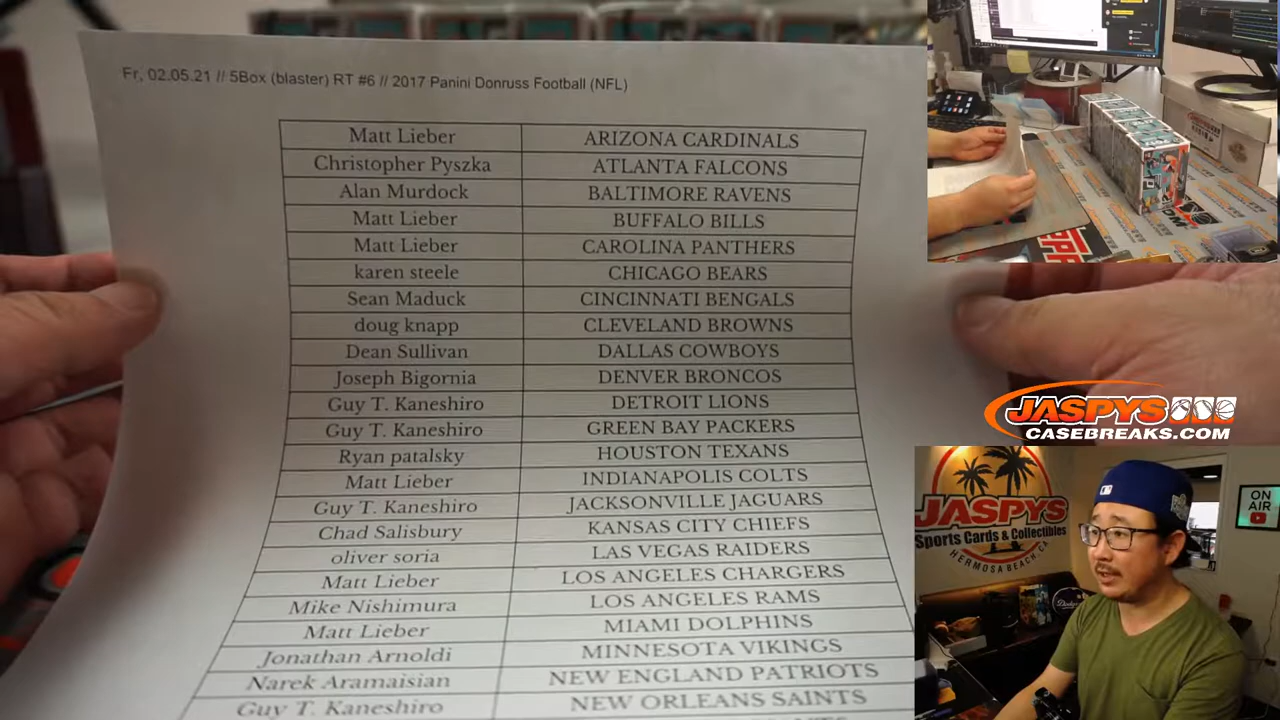 Fr, 02.05.21 // 5Box (blaster) RT #6 // 2017 Panini Donruss Football (NFL)
Matt Lieber ARIZONA CARDINALS
Christopher Pyszka ATLANTA FALCONS
Alan Murdock BALTIMORE RAVENS
Matt Lieber BUFFALO BILLS
Matt Lieber CAROLINA PANTHERS
karen steele CHICAGO BEARS
Sean Maduck CINCINNATI BENGALS
doug knapp CLEVELAND BROWNS
Dean Sullivan DALLAS COWBOYS
Joseph Bigornia DENVER BRONCOS
Guy T. Kaneshiro DETROIT LIONS
Guy T. Kaneshiro GREEN BAY PACKERS
Ryan patalsky HOUSTON TEXANS
Matt Lieber INDIANAPOLIS COLTS
Guy T. Kaneshiro JACKSONVILLE JAGUARS
Chad Salisbury KANSAS CITY CHIEFS
oliver soria LAS VEGAS RAIDERS
Matt Lieber LOS ANGELES CHARGERS
Mike Nishimura LOS ANGELES RAMS
Matt Lieber MIAMI DOLPHINS
Jonathan Arnoldi MINNESOTA VIKINGS
Narek Aramaisian NEW ENGLAND PATRIOTS
Guy T. Kaneshiro NEW ORLEANS SAINTS
JASPYS
CASEBREAKS.COM
JASPYS
Sports Cards & Collectibles
HERMOSA BEACH, CA
ON
AIR
Dodgers